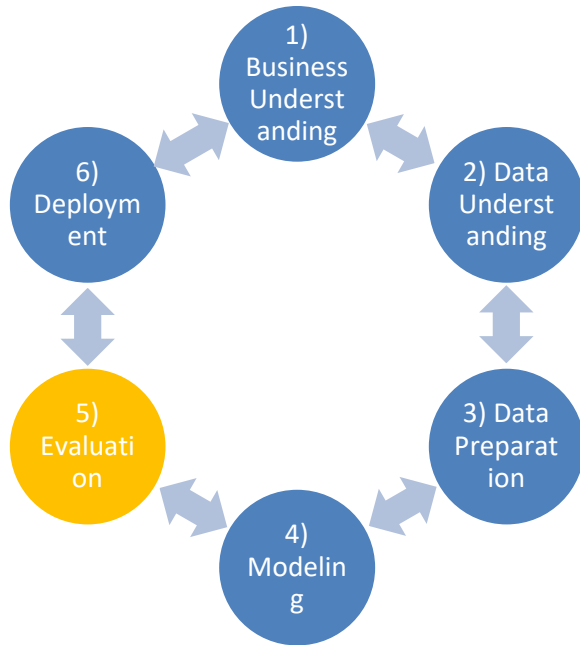 1)
Business
Underst
anding
2) Data
Underst
anding
3) Data
Preparat
ion
4)
Modelin
g
5)
Evaluati
on
6)
Deploym
ent